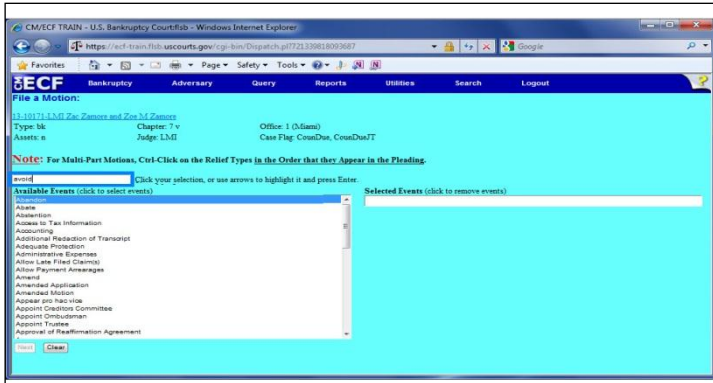 CM/ECF TRAIN - U.S. Bankruptcy Court:flsb - Windows Internet Explorer
https://ecf-train.flsb.uscourts.gov/cgi-bin/Dispatch.pl?721339818093687
Google
Favorites Page Safety Tools
ECF Bankruptcy Adversary Query Reports Utilities Search Logout ?
File a Motion:
13-10171-LMI Zac Zamore and Zoe M Zamore
Type: bk Chapter: 7 v Office: 1 (Miami)
Assets: n Judge: LMI Case Flag: CounDue, CounDueJT
Note: For Multi-Part Motions, Ctrl-Click on the Relief Types in the Order that they Appear in the Pleading.
avoid Click your selection, or use arrows to highlight it and press Enter.
Available Events (click to select events) Selected Events (click to remove events)
Abandon
Abate
Abstention
Access to Tax Information
Accounting
Additional Redaction of Transcript
Adequate Protection
Administrative Expenses
Allow Late Filed Claim(s)
Allow Payment Arrearages
Amend
Amended Application
Amended Motion
Appear pro hac vice
Appoint Creditors Committee
Appoint Ombudsman
Appoint Trustee
Approval of Reaffirmation Agreement
Next Clear